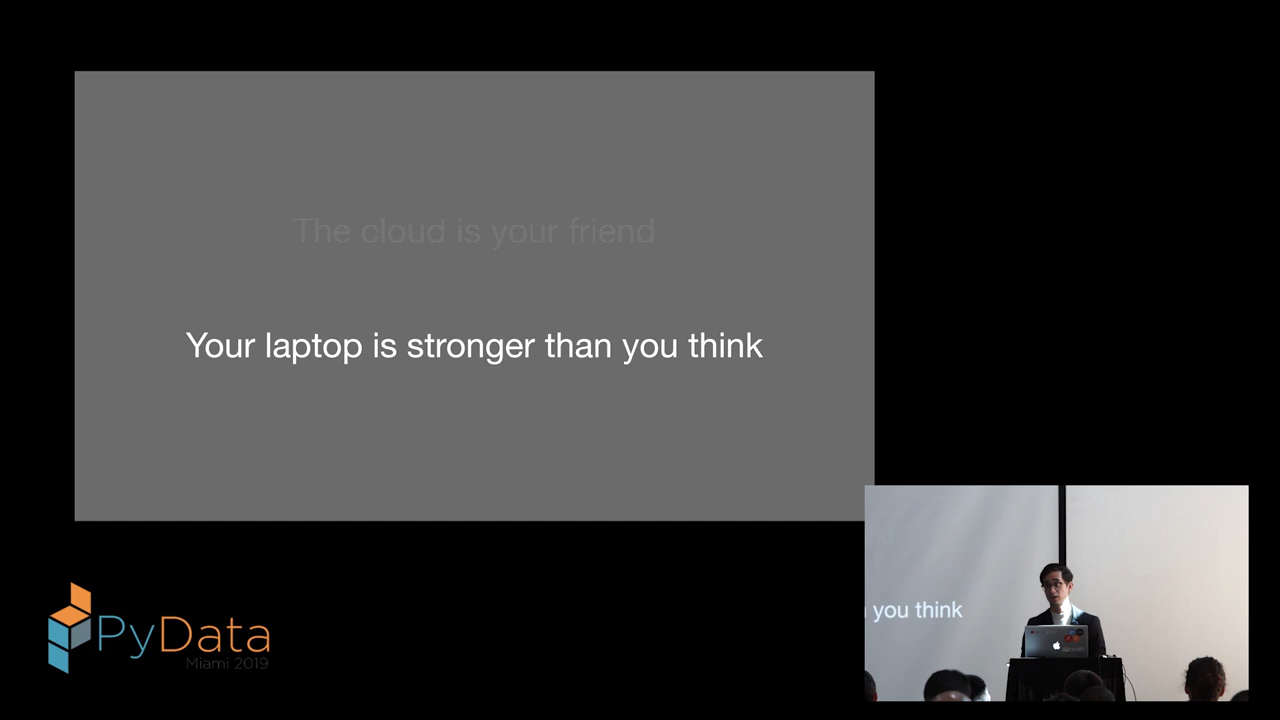 The cloud is your friend
Your laptop is stronger than you think
you think
PyData
Miami 2019